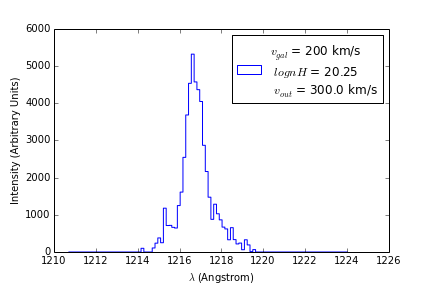 6000
5000
4000
3000
2000
1000
0
Intensity (Arbitrary Units)
v_gal = 200 km/s
lognH = 20.25
v_out = 300.0 km/s
1210 1212 1214 1216 1218 1220 1222 1224 1226
λ (Angstrom)